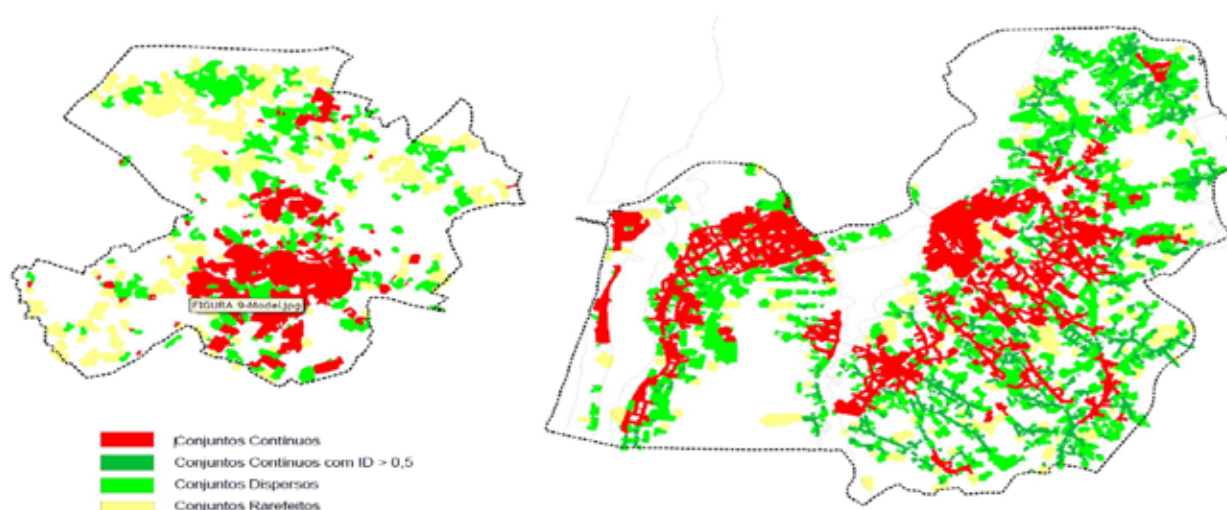 FIGURA 9-Model.jpg
Conjuntos Contínuos
Conjuntos Contínuos com ID > 0,5
Conjuntos Dispersos
Conjuntos Rarefeitos